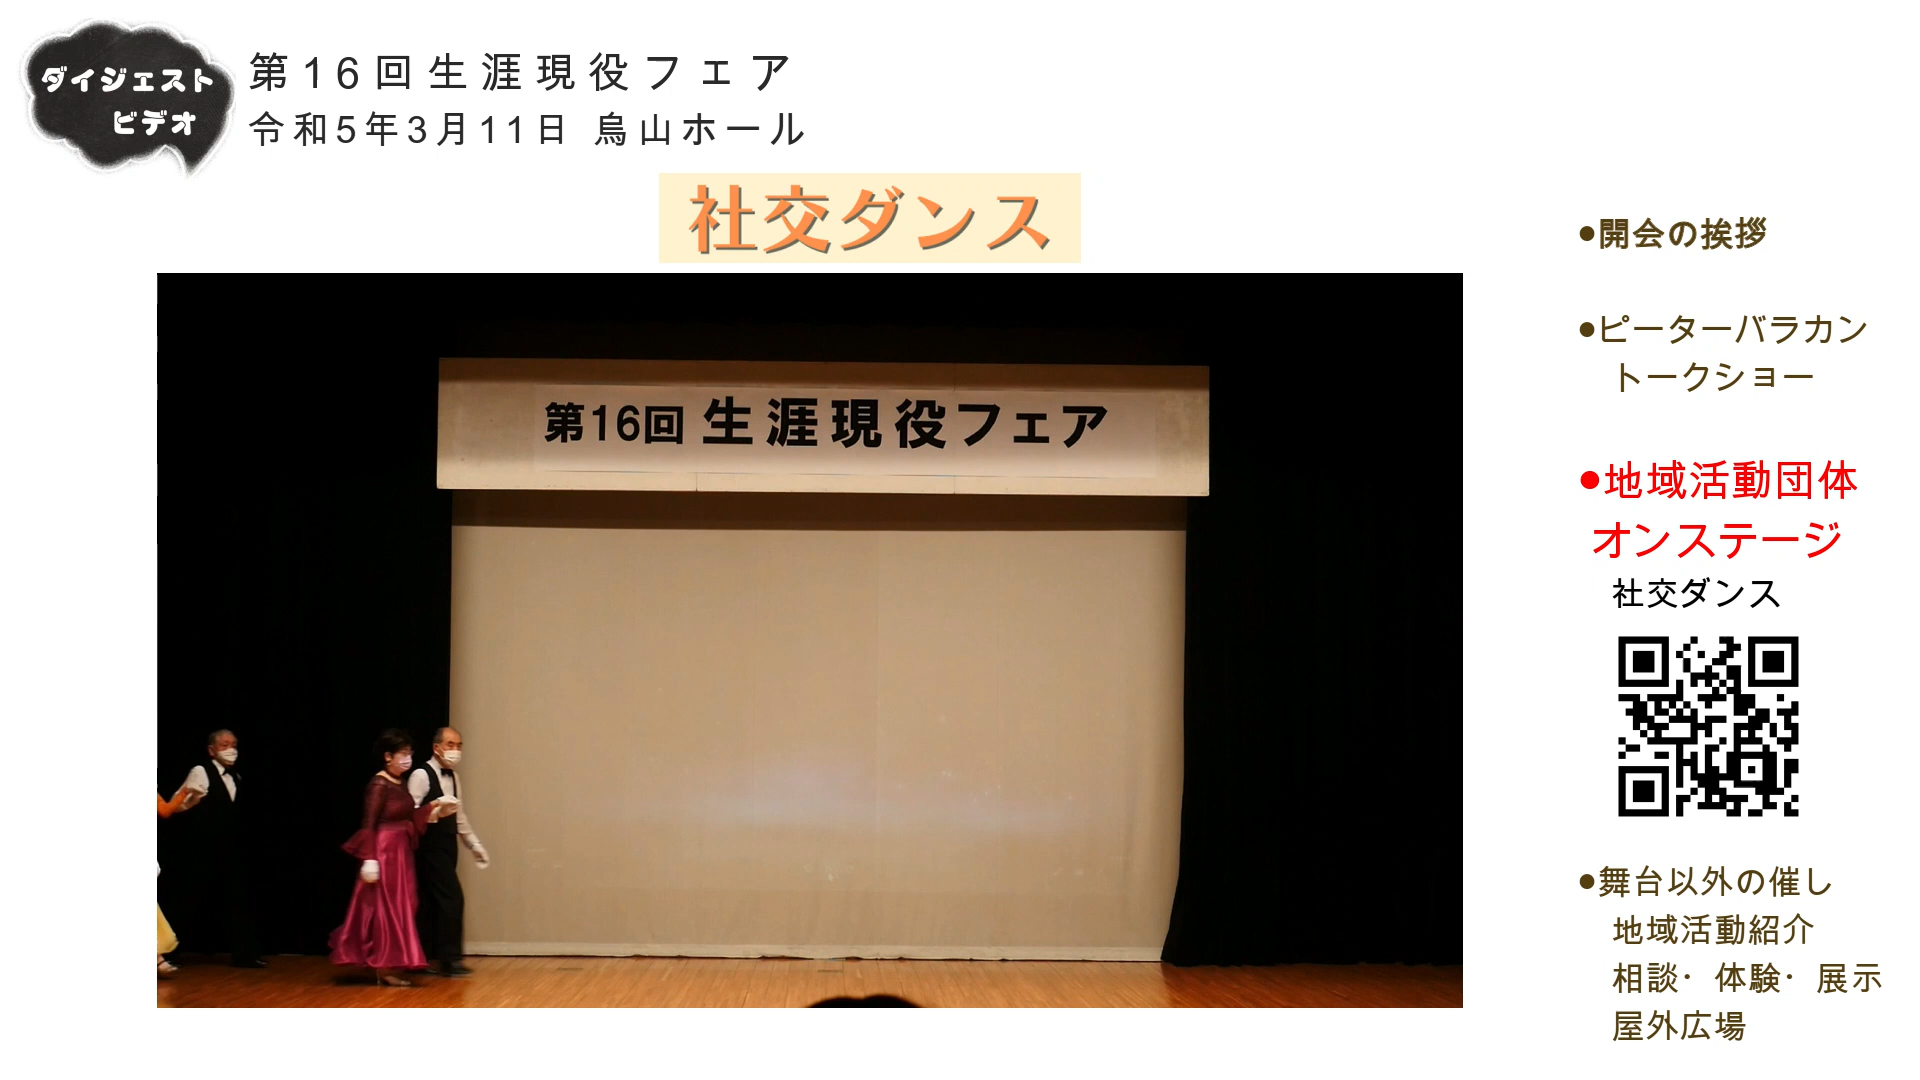 ダイジェスト
ビデオ
第16回生涯現役フェア
令和5年3月11日 烏山ホール
社交ダンス
第16回 生涯現役フェア
●開会の挨拶
●ピーターバラカン
トークショー
●地域活動団体
オンステージ
社交ダンス
●舞台以外の催し
地域活動紹介
相談・体験・展示
屋外広場